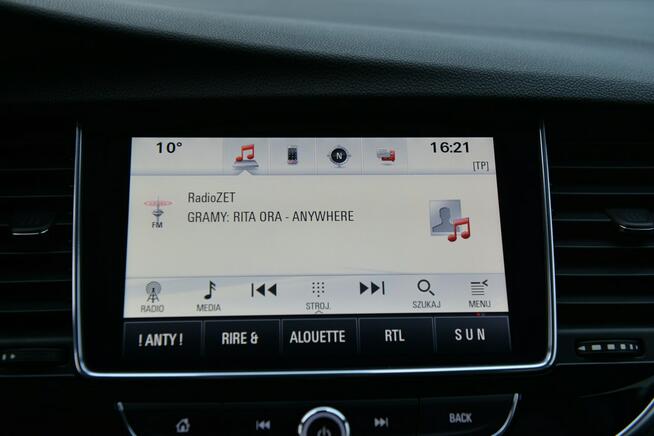 10° 16:21
[TP]
RadioZET
GRAMY: RITA ORA - ANYWHERE
FM
N
RADIO MEDIA STROJ. SZUKAJ MENU
! ANTY ! RIRE & ALOUETTE RTL S U N
BACK